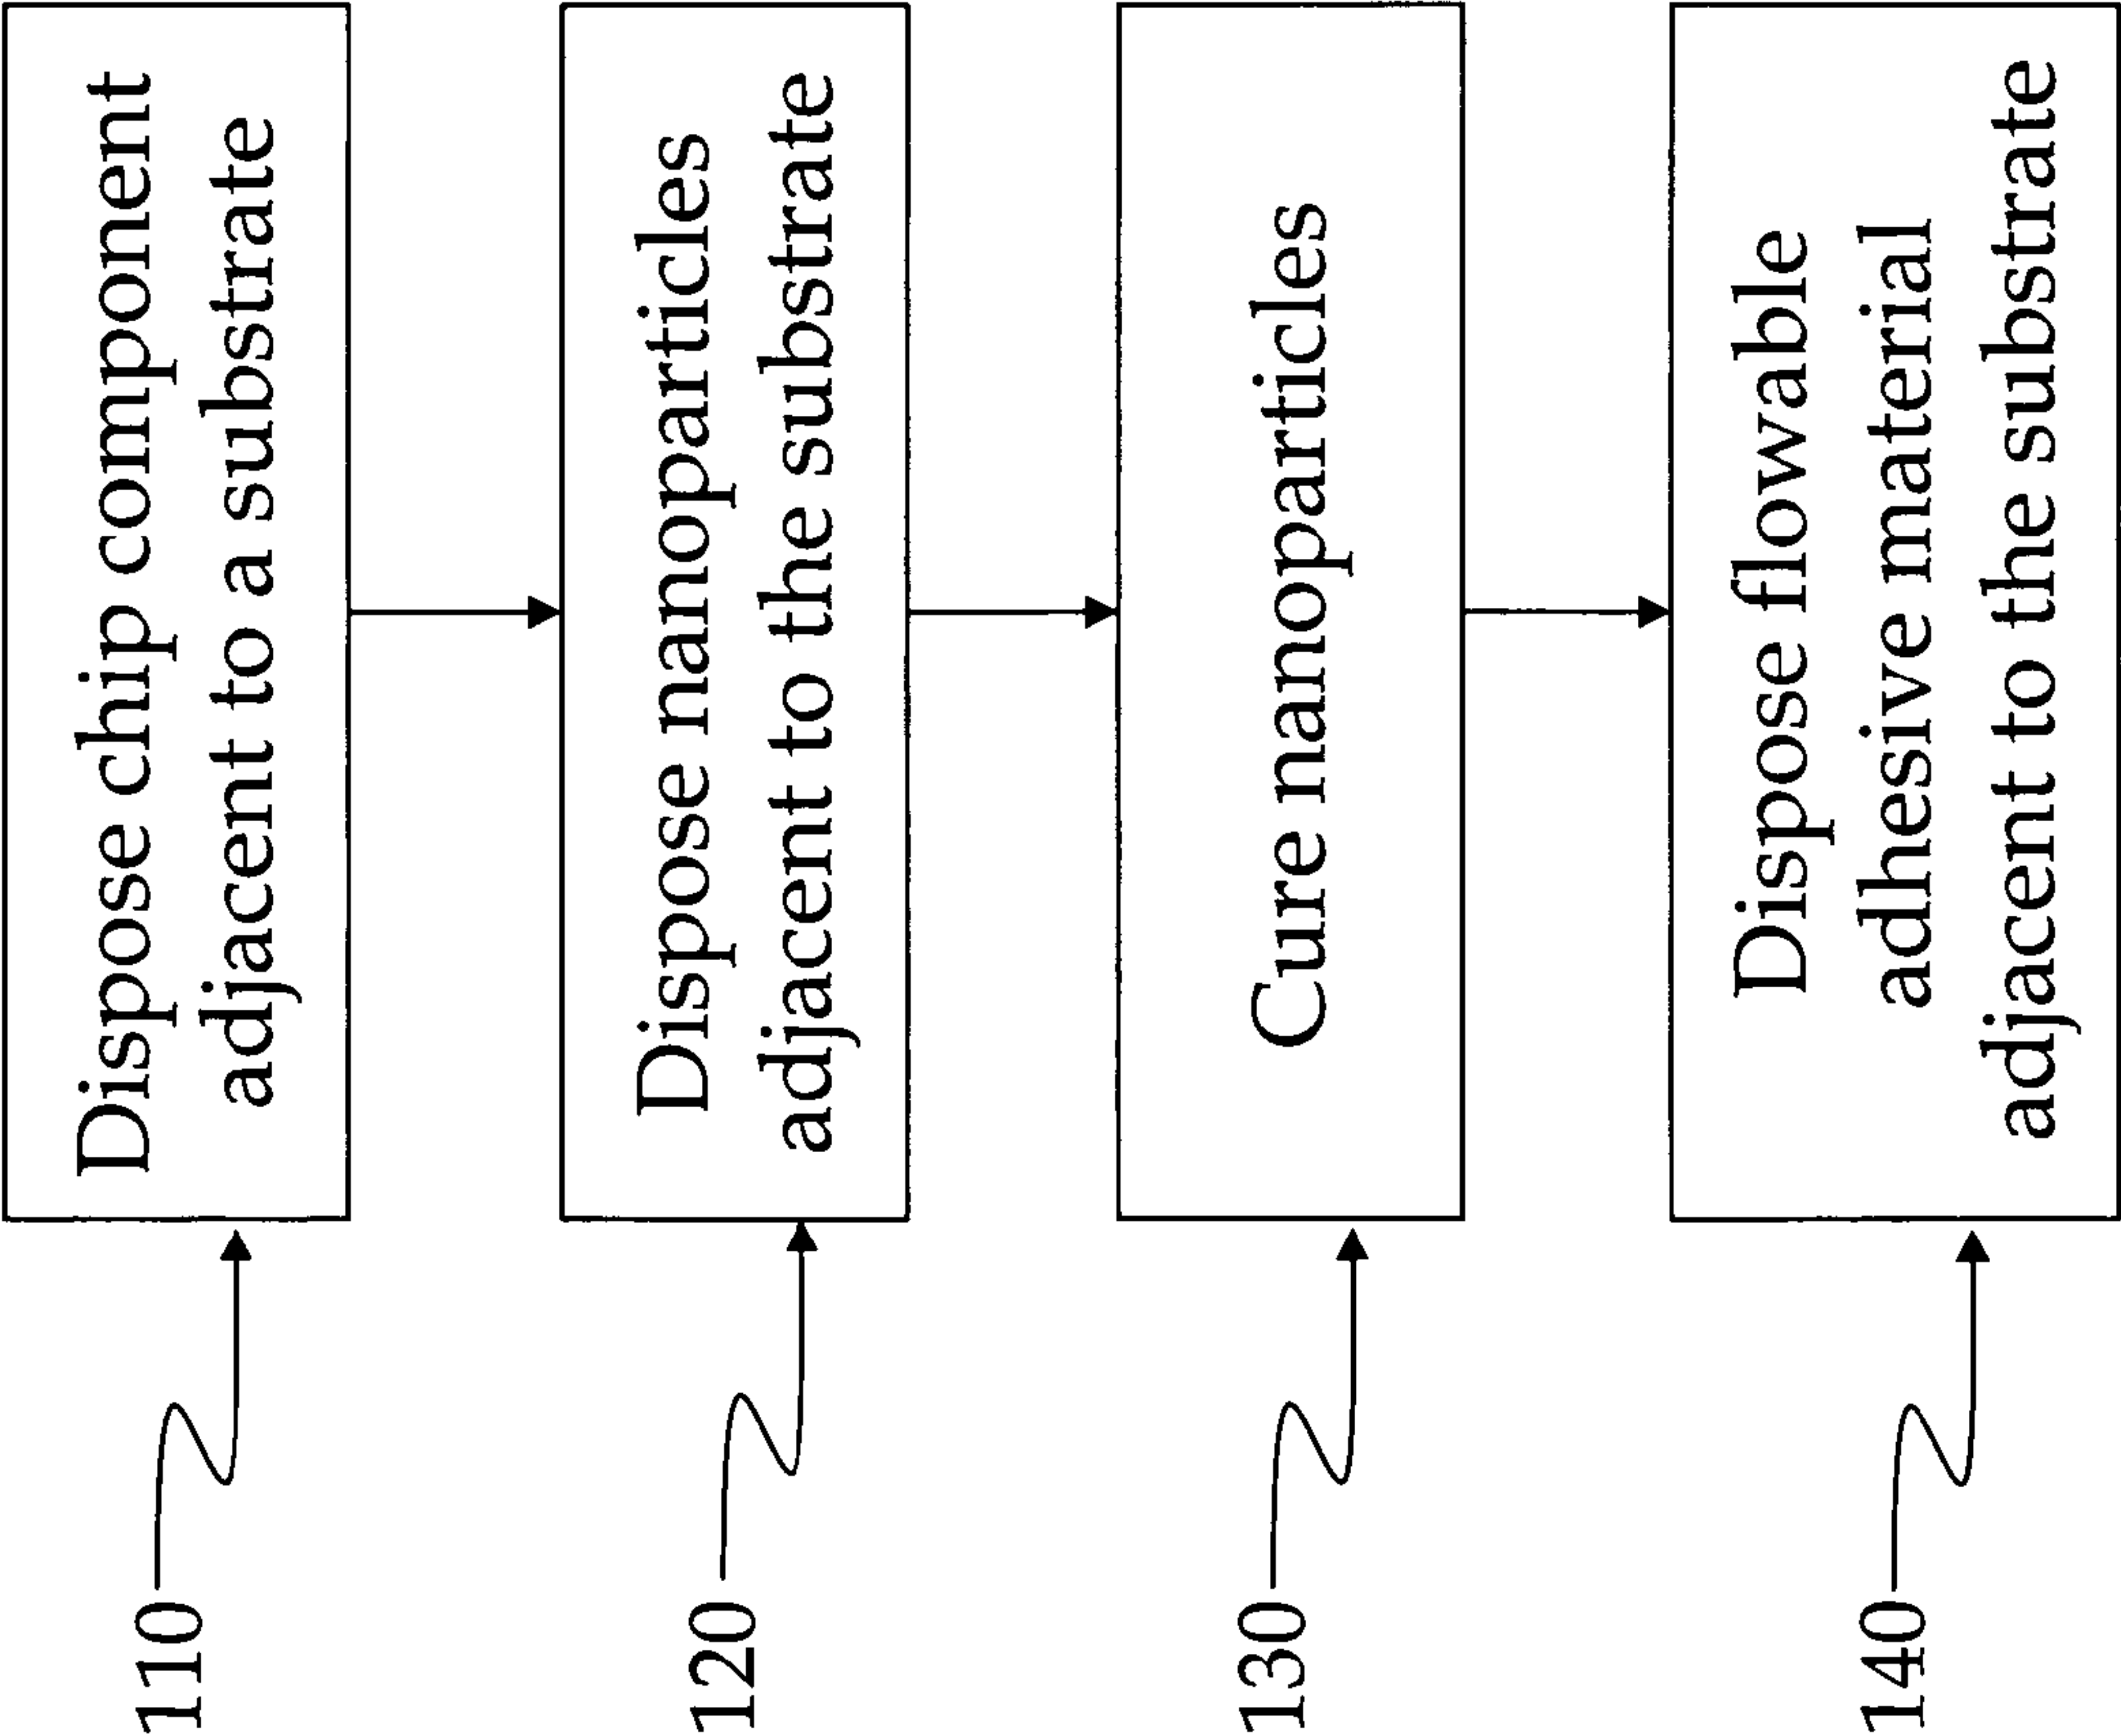 110
Dispose chip component
adjacent to a substrate
120
Dispose nanoparticles
adjacent to the substrate
130
Cure nanoparticles
140
Dispose flowable
adhesive material
adjacent to the substrate